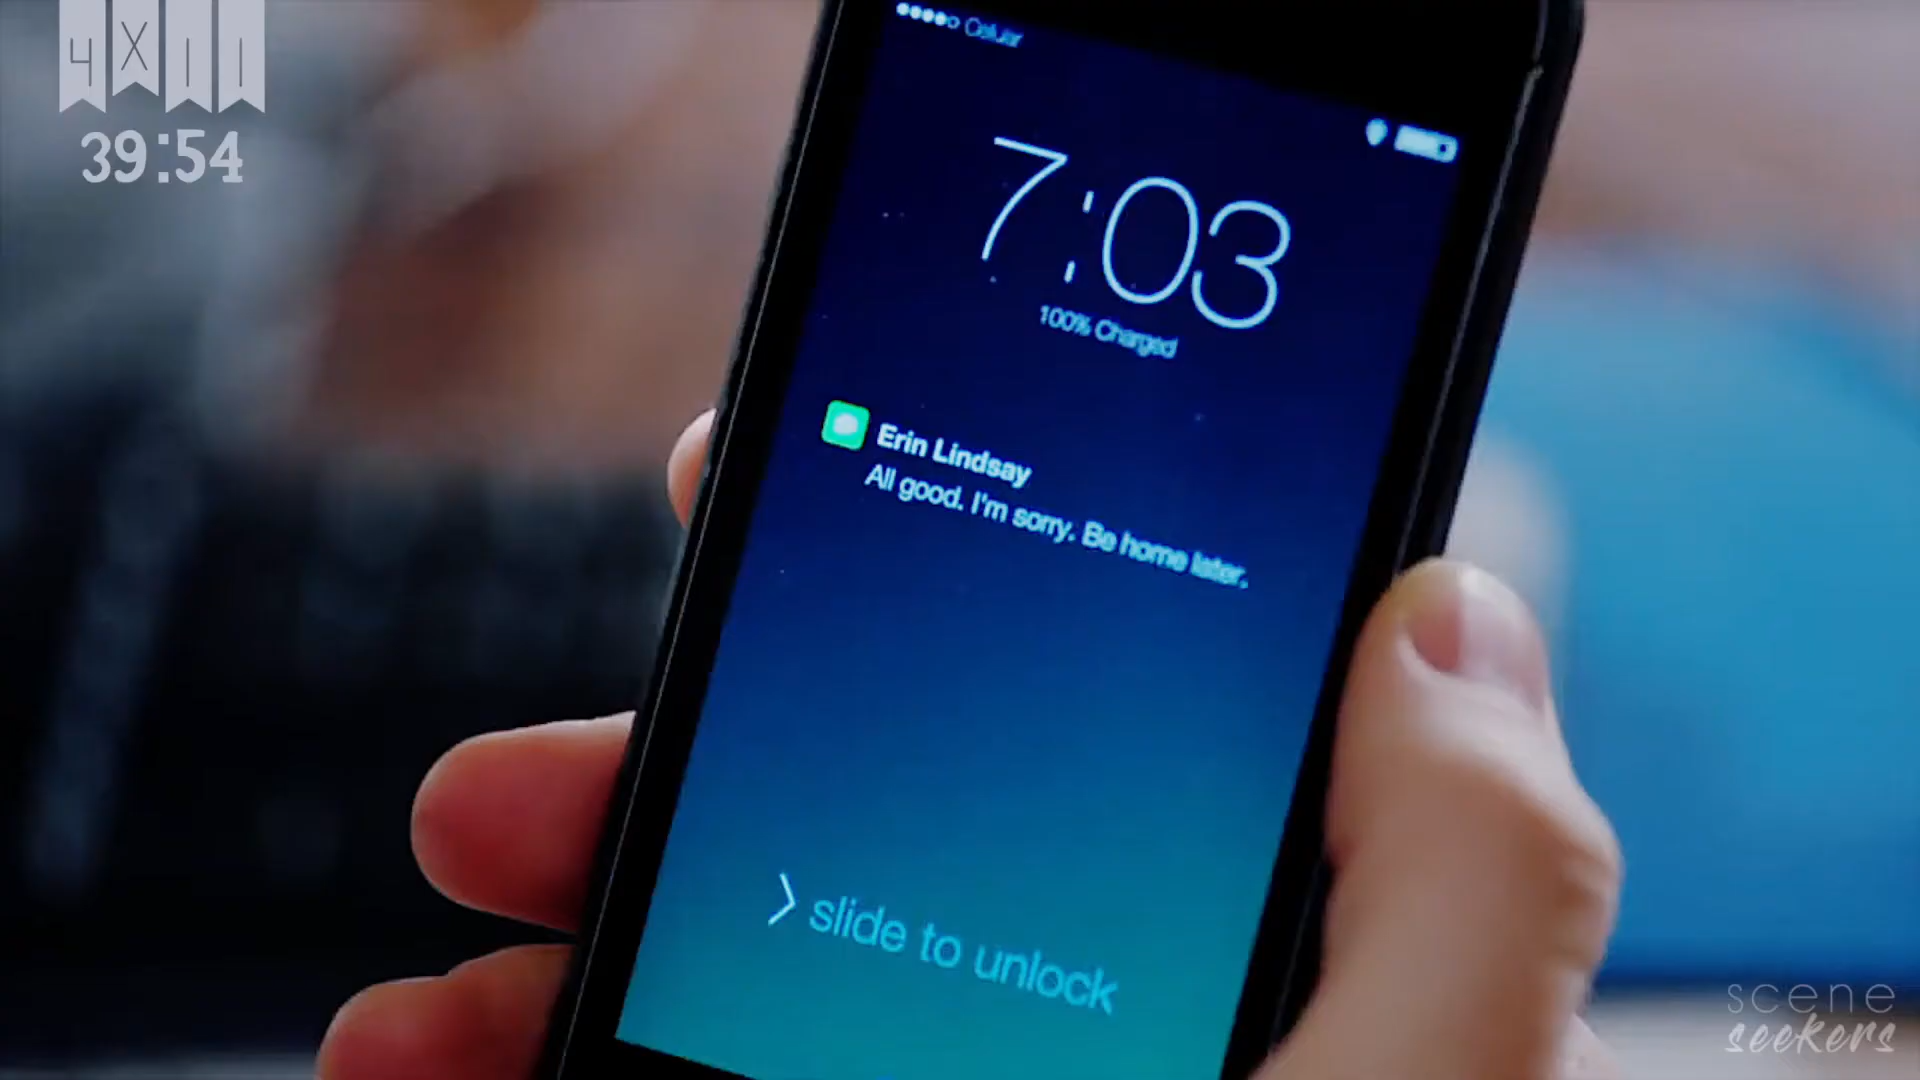 4X11
39:54
Celular
7:03
100% Charged
Erin Lindsay
All good. I'm sorry. Be home later.
slide to unlock
scene
seekers